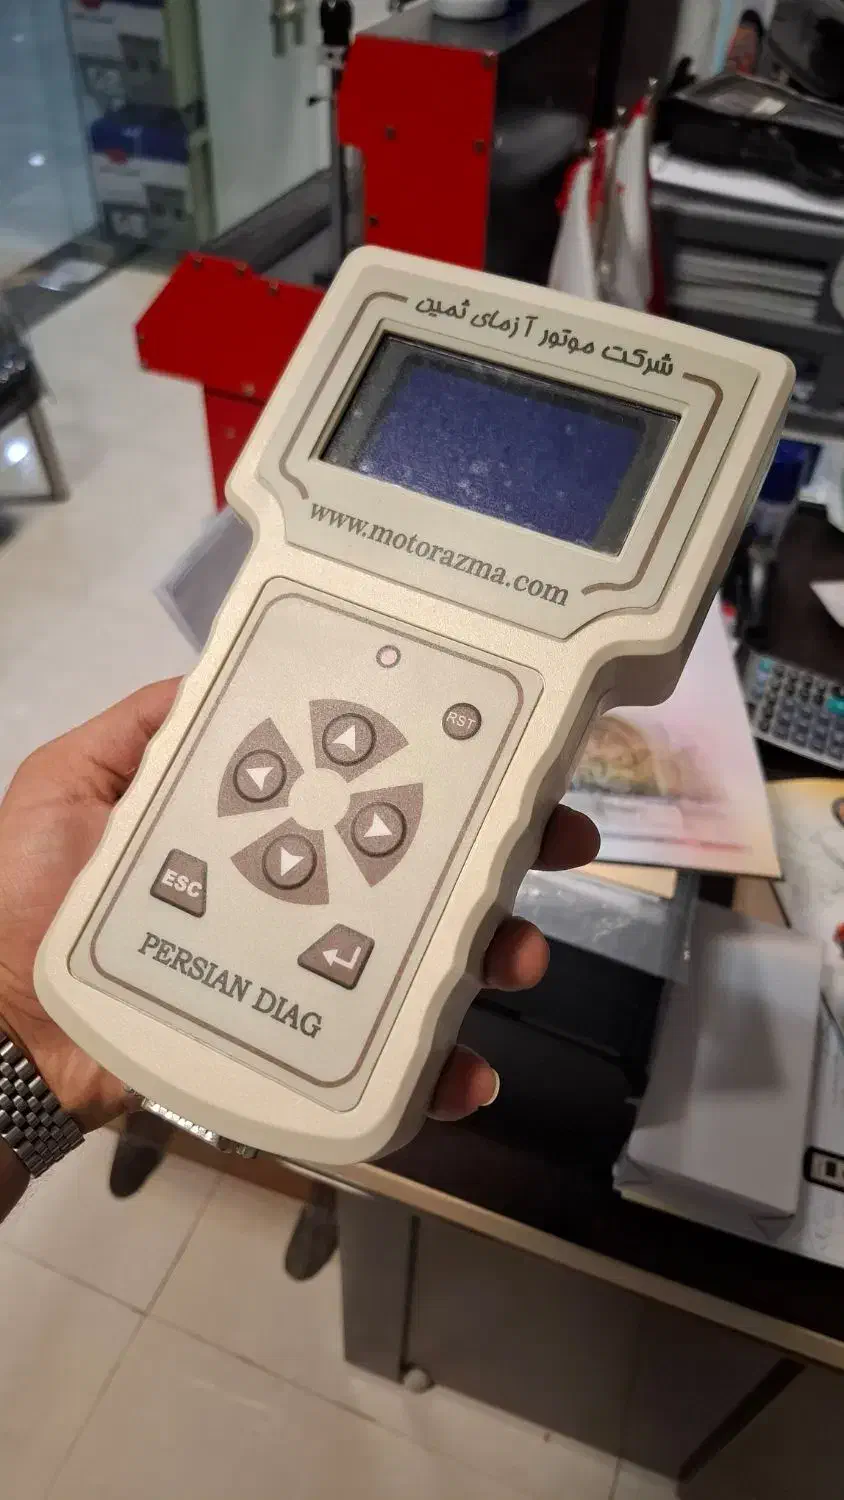 شرکت موتور آزمای ثمین
www.motorazma.com
RST
ESC
PERSIAN DIAG